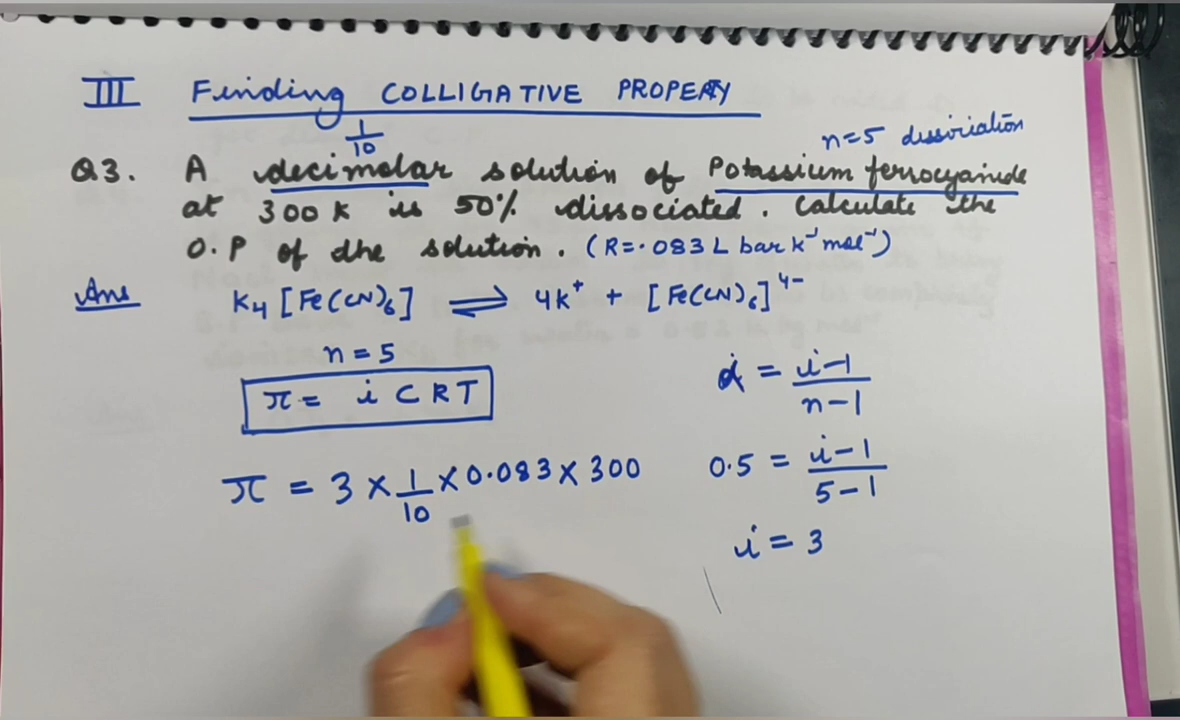 III Finding COLLIGATIVE PROPERTY
1/10
n=5 dissociation
Q3. A decimolar solution of Potassium ferrocyanide
at 300 K is 50% dissociated. Calculate the
O.P of the solution. (R=.083 L bar K⁻¹ mol⁻¹)
Ans K₄[Fe(CN)₆] ⇌ 4K⁺ + [Fe(CN)₆]⁴⁻
n = 5
π = i C R T
α = i-1/n-1
π = 3 × 1/10 × 0.083 × 300
0.5 = i-1/5-1
i = 3